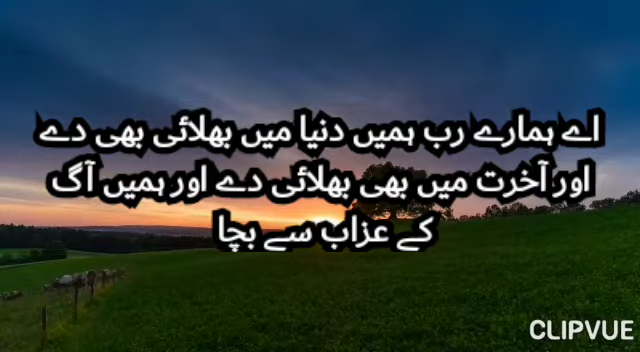 اے ہمارے رب ہمیں دنیا میں بھلائی بھی دے
اور آخرت میں بھی بھلائی دے اور ہمیں آگ
کے عزاب سے بچا
CLIPVUE